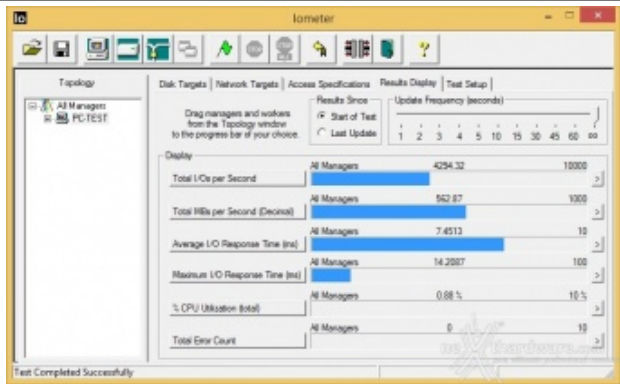 Io
Iometer
Topology
All Managers
PC-TEST
Disk Targets
Network Targets
Access Specifications
Results Display
Test Setup
Drag managers and workers
from the Topology window
to the progress bar of your choice.
Results Since
Start of Test
Last Update
Update Frequency (seconds)
1 2 3 4 5 10 15 30 45 60 ∞
Display
All Managers 4294.32 10000
Total I/Os per Second >
All Managers 562.87 1000
Total MBs per Second (Decimal) >
All Managers 7.4513 10
Average I/O Response Time (ms) >
All Managers 14.2087 100
Maximum I/O Response Time (ms) >
All Managers 0.88 % 10 %
% CPU Utilization (total) >
All Managers 0 10
Total Error Count >
Test Completed Successfully